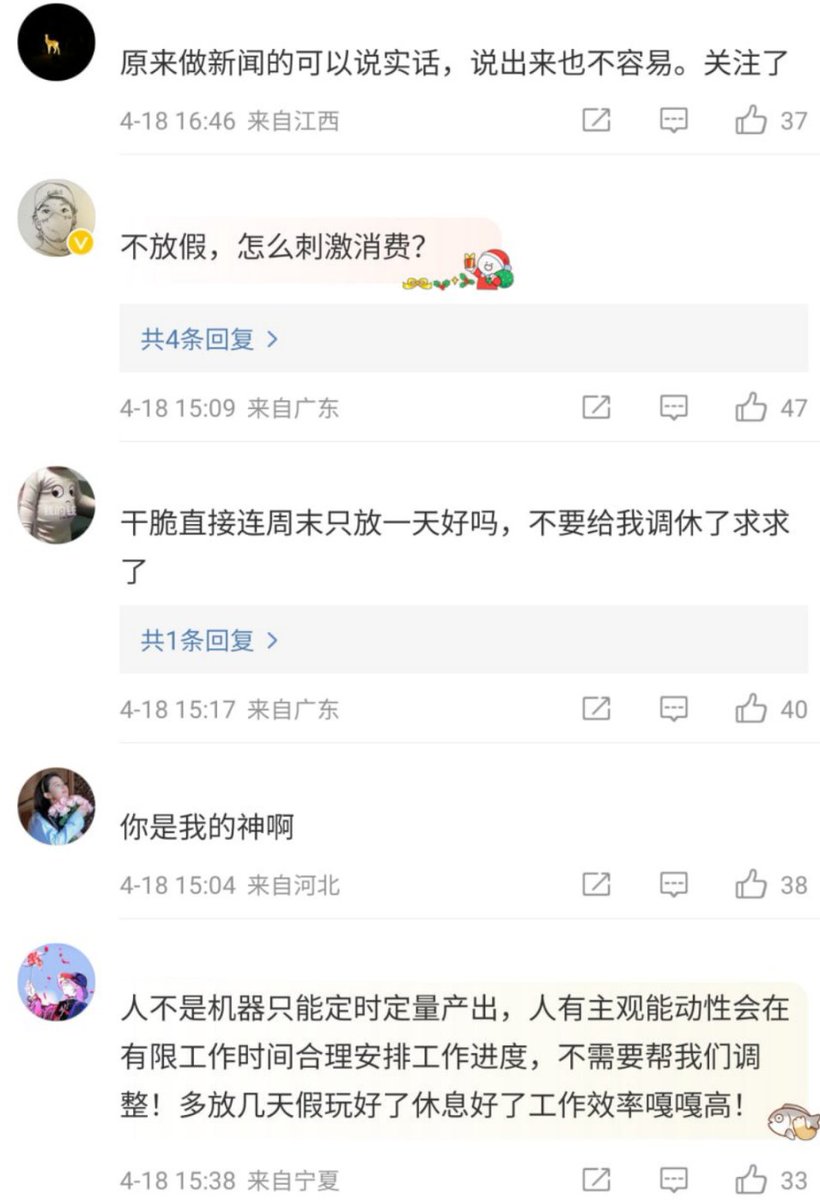 原来做新闻的可以说实话，说出来也不容易。关注了
4-18 16:46 来自江西 37
不放假，怎么刺激消费？
共4条回复 >
4-18 15:09 来自广东 47
干脆直接连周末只放一天好吗，不要给我调休了求求
了
共1条回复 >
4-18 15:17 来自广东 40
你是我的神啊
4-18 15:04 来自河北 38
人不是机器只能定时定量产出，人有主观能动性会在
有限工作时间合理安排工作进度，不需要帮我们调
整！多放几天假玩好了休息好了工作效率嘎嘎高！
4-18 15:38 来自宁夏 33